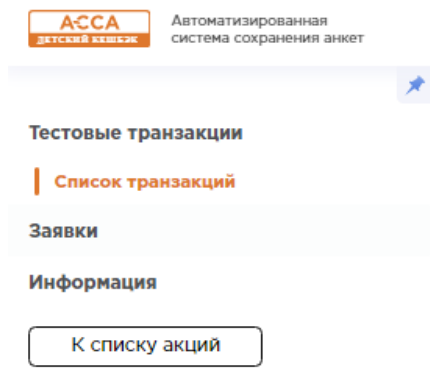 АССА
ДЕТСКИЙ КЕШБЭК
Автоматизированная
система сохранения анкет
Тестовые транзакции
Список транзакций
Заявки
Информация
К списку акций